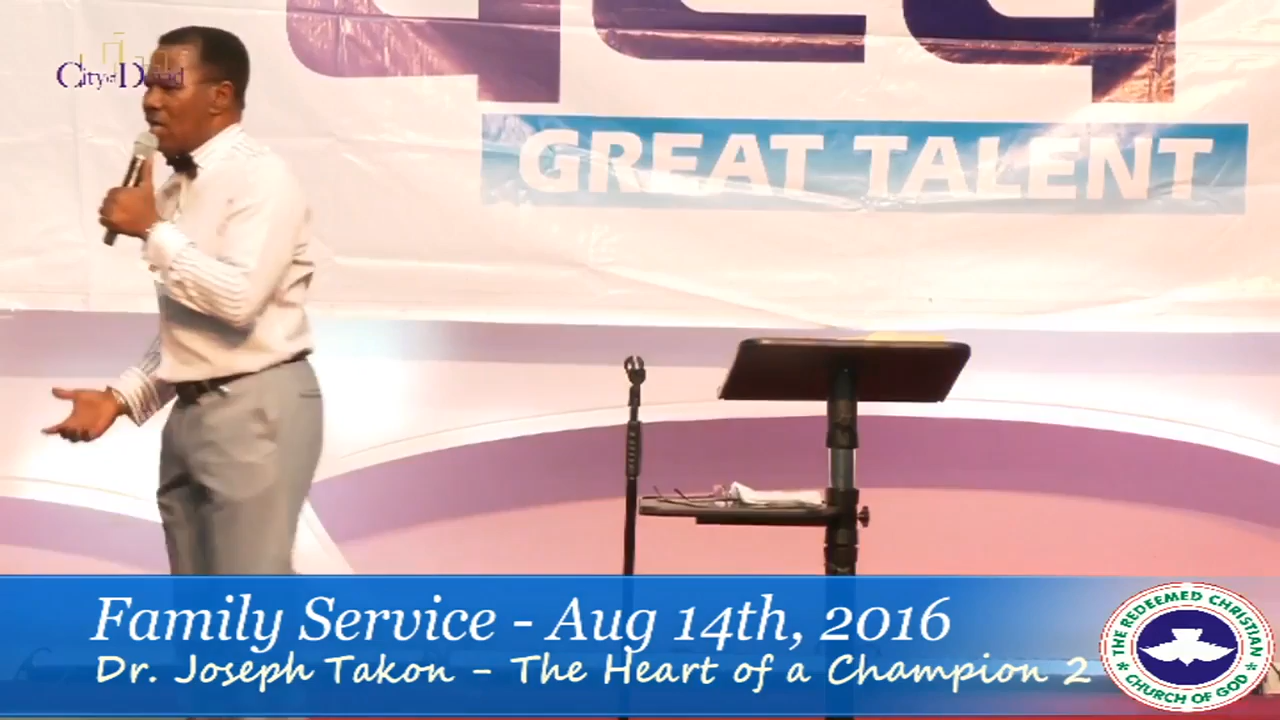 City of David
GREAT TALENT
Family Service - Aug 14th, 2016
Dr. Joseph Takon - The Heart of a Champion 2
THE REDEEMED CHRISTIAN
CHURCH OF GOD